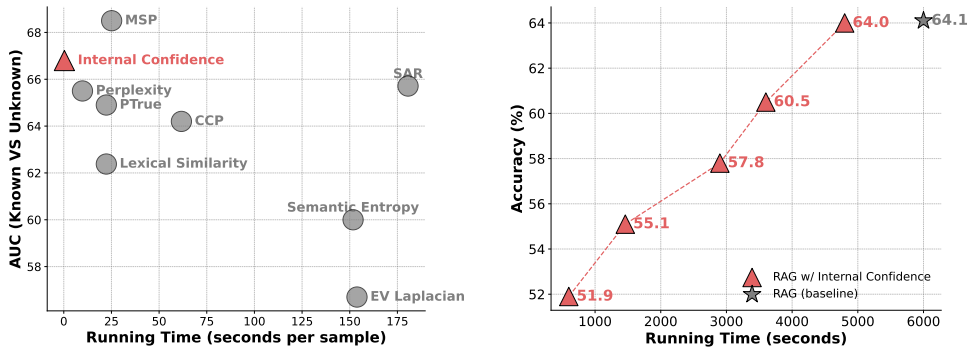 AUC (Known VS Unknown)
68
66
64
62
60
58
MSP
Internal Confidence
Perplexity
PTrue
SAR
CCP
Lexical Similarity
Semantic Entropy
EV Laplacian
0
25
50
75
100
125
150
175
Running Time (seconds per sample)
Accuracy (%)
64
62
60
58
56
54
52
64.0
64.1
60.5
57.8
55.1
51.9
RAG w/ Internal Confidence
RAG (baseline)
1000
2000
3000
4000
5000
6000
Running Time (seconds)